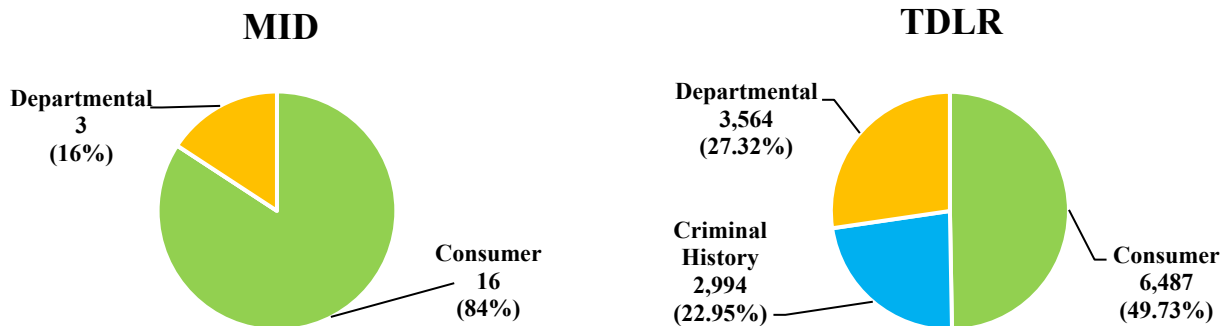 MID
Departmental
3
(16%)
Consumer
16
(84%)
TDLR
Departmental
3,564
(27.32%)
Criminal
History
2,994
(22.95%)
Consumer
6,487
(49.73%)